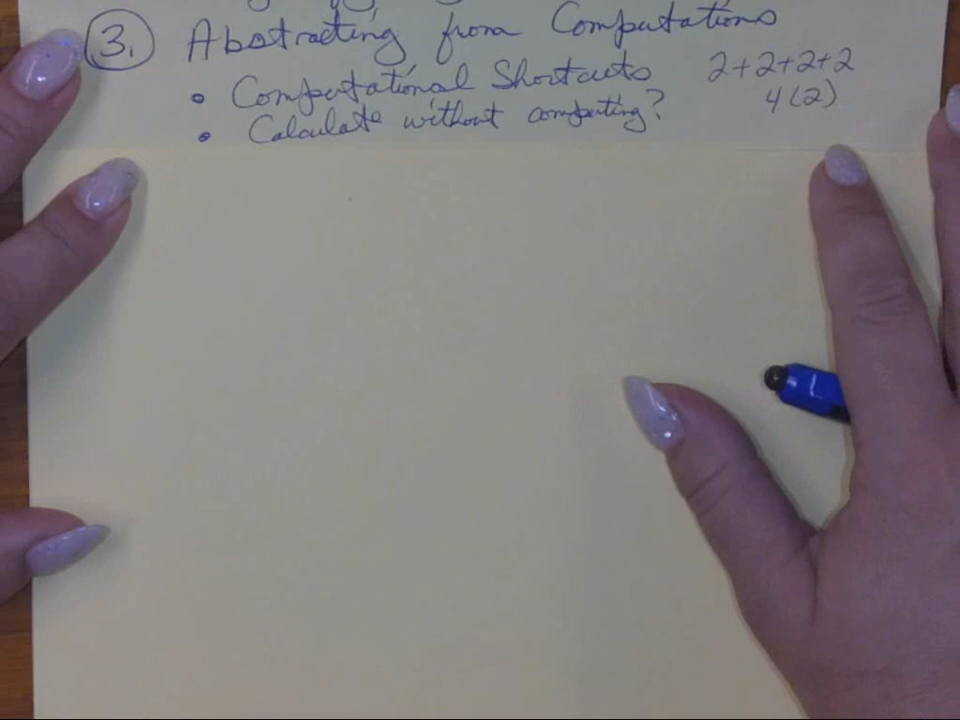 3. Abstracting from Computations
• Computational Shortcuts 2+2+2+2
4(2)
• Calculate without computing?